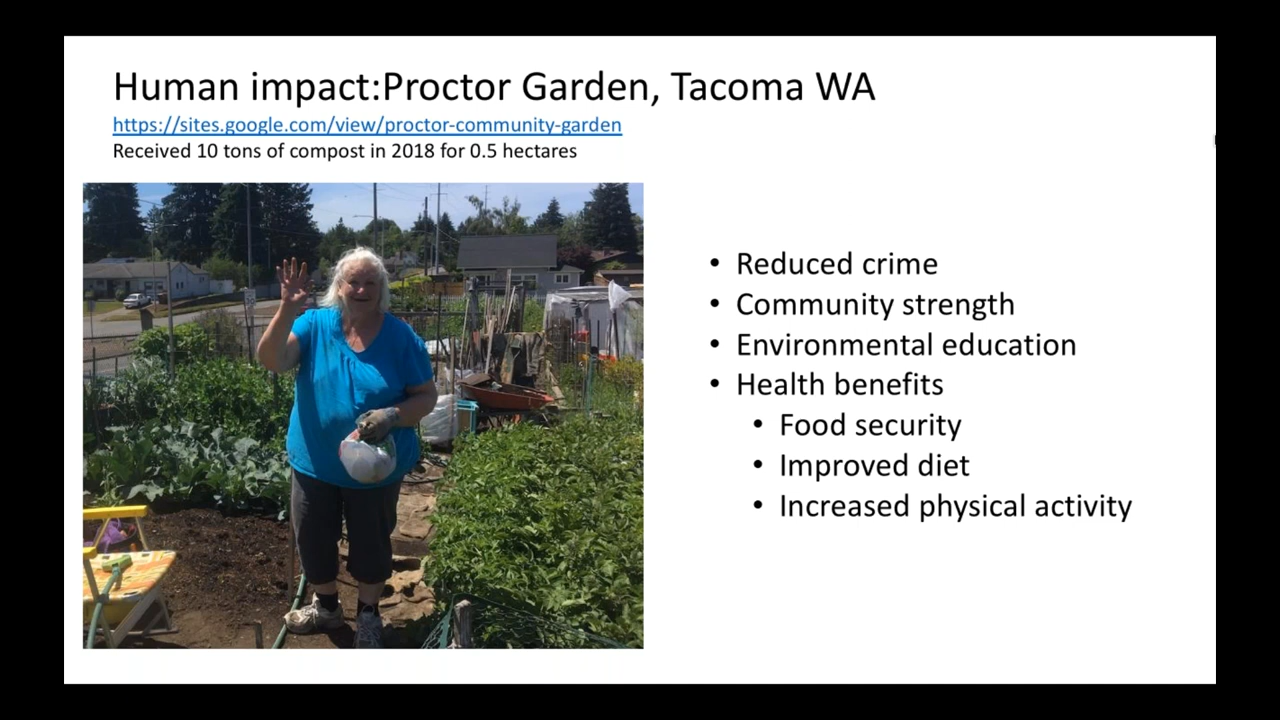 Human impact:Proctor Garden, Tacoma WA
https://sites.google.com/view/proctor-community-garden
Received 10 tons of compost in 2018 for 0.5 hectares
• Reduced crime
• Community strength
• Environmental education
• Health benefits
• Food security
• Improved diet
• Increased physical activity